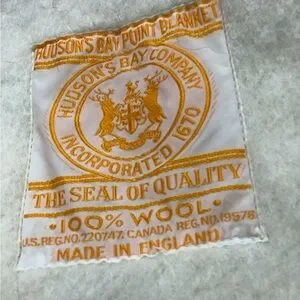 HUDSON'S BAY POINT BLANKET
HUDSON'S BAY COMPANY
INCORPORATED 1670
THE SEAL OF QUALITY
·100% WOOL·
U.S. REG. NO. 220747. CANADA REG. NO. 19578
MADE IN ENGLAND